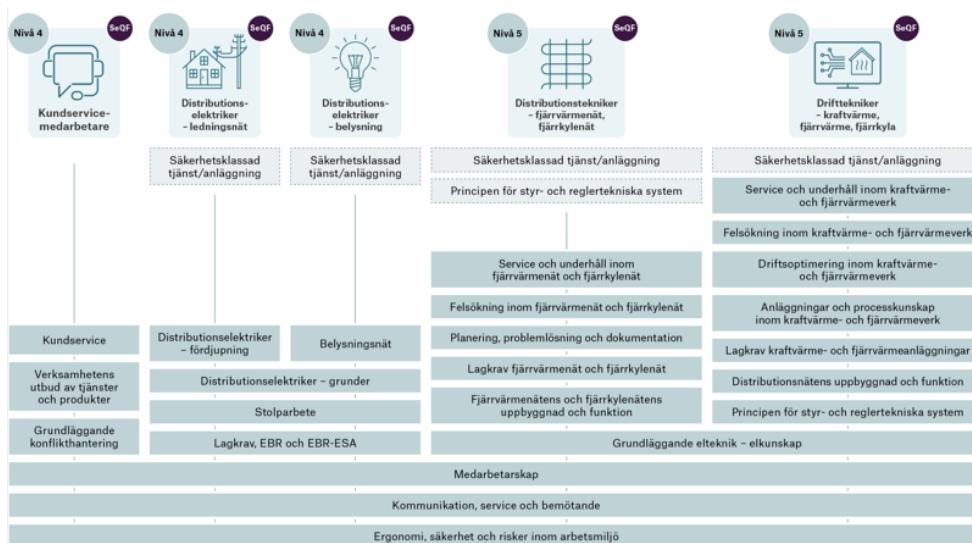 Nivå 4
SeQF
Kundservice-
medarbetare
Nivå 4
SeQF
Distributions-
elektriker
– ledningsnät
Nivå 4
SeQF
Distributions-
elektriker
– belysning
Nivå 5
SeQF
Distributionstekniker
– fjärrvärmenät,
fjärrkylenät
Nivå 5
SeQF
Drifttekniker
– kraftvärme,
fjärrvärme, fjärrkyla
Säkerhetsklassad
tjänst/anläggning
Säkerhetsklassad
tjänst/anläggning
Säkerhetsklassad tjänst/anläggning
Säkerhetsklassad tjänst/anläggning
Principen för styr- och reglertekniska system
Service och underhåll inom kraftvärme-
och fjärrvärmeverk
Felsökning inom kraftvärme- och fjärrvärmeverk
Service och underhåll inom
fjärrvärmenät och fjärrkylenät
Driftsoptimering inom kraftvärme-
och fjärrvärmeverk
Felsökning inom fjärrvärmenät och fjärrkylenät
Anläggningar och processkunskap
inom kraftvärme- och fjärrvärmeverk
Kundservice
Distributionselektriker
– fördjupning
Belysningsnät
Planering, problemlösning och dokumentation
Lagkrav kraftvärme- och fjärrvärmeanläggningar
Verksamhetens
utbud av tjänster
och produkter
Distributionselektriker – grunder
Lagkrav fjärrvärmenät och fjärrkylenät
Distributionsnätens uppbyggnad och funktion
Stolparbete
Fjärrvärmenätens och fjärrkylenätens
uppbyggnad och funktion
Principen för styr- och reglertekniska system
Grundläggande
konflikthantering
Lagkrav, EBR och EBR-ESA
Grundläggande elteknik – elkunskap
Medarbetarskap
Kommunikation, service och bemötande
Ergonomi, säkerhet och risker inom arbetsmiljö